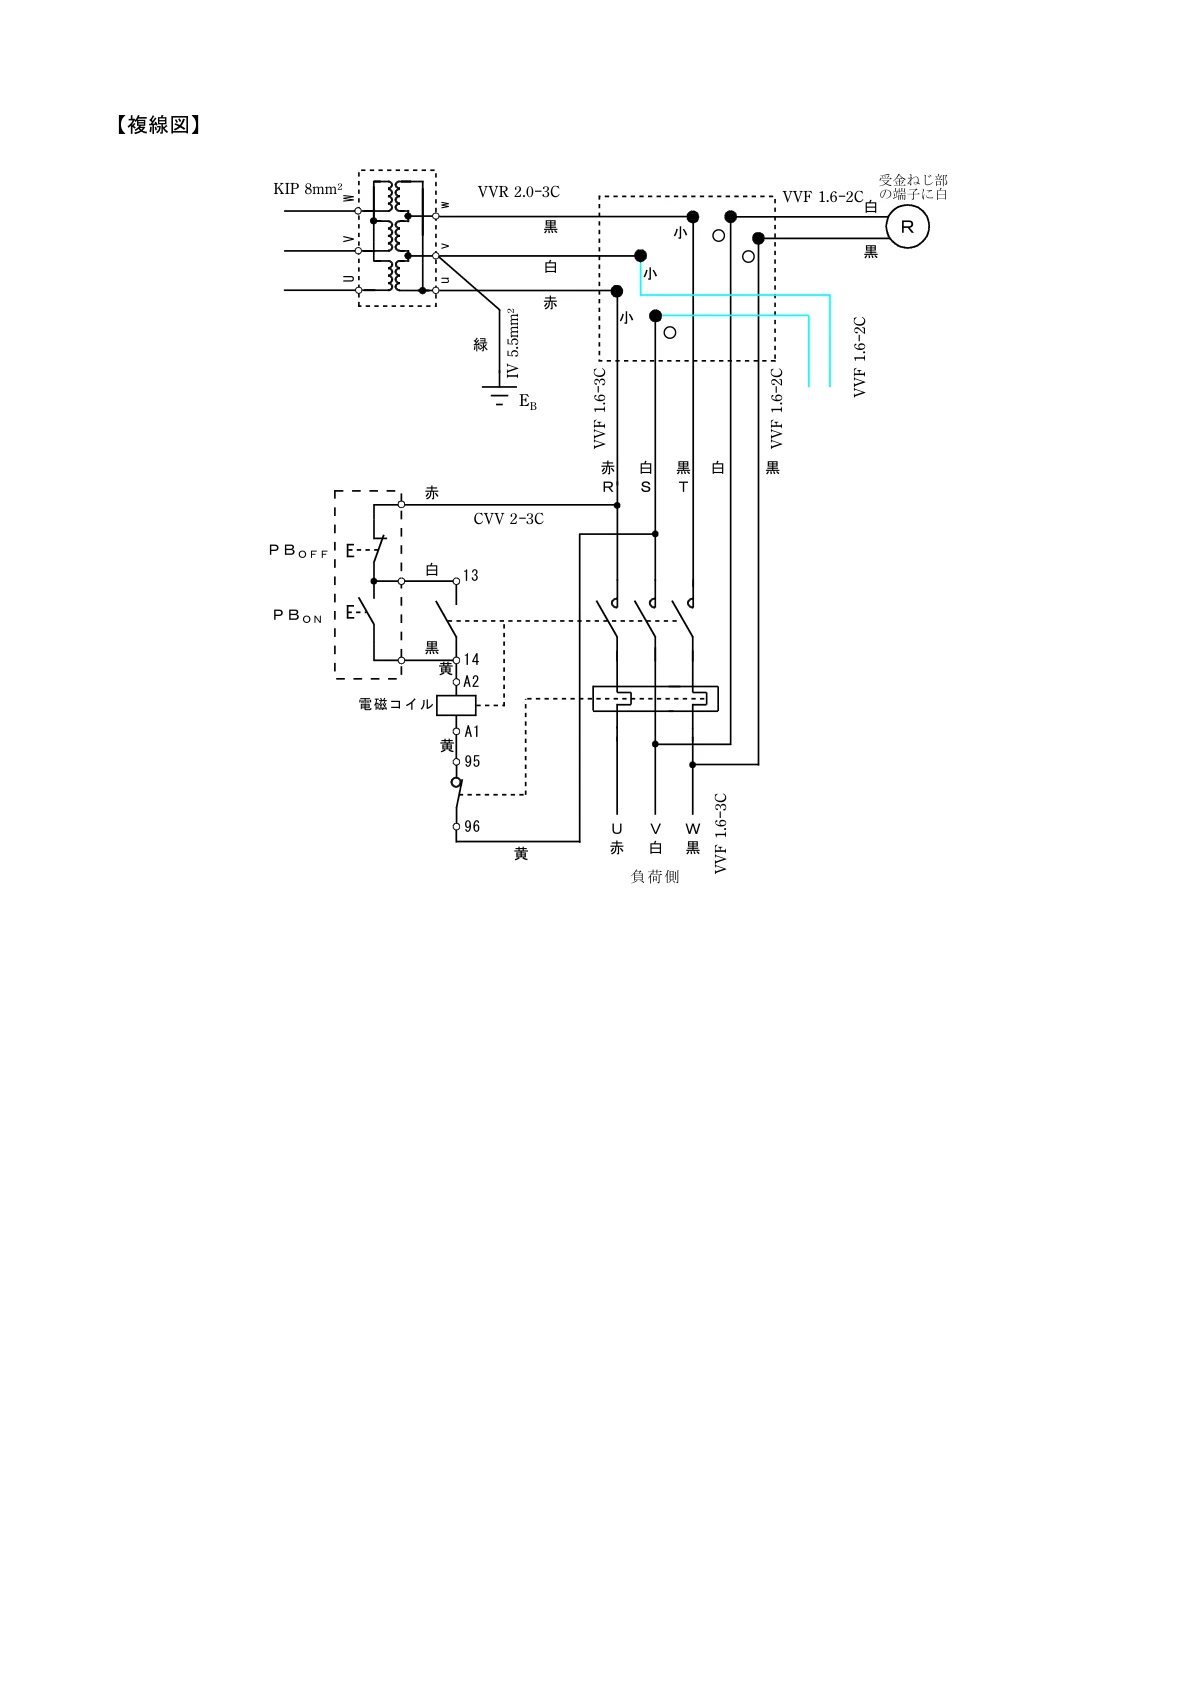 【複線図】
KIP 8mm²
W
V
U
w
v
u
VVR 2.0-3C
黒
白
赤
緑
IV 5.5mm²
E_B
小
小
小
VVF 1.6-2C
受金ねじ部
の端子に白
白
R
黒
VVF 1.6-2C
VVF 1.6-3C
VVF 1.6-2C
赤 白 黒 白 黒
R S T
赤
CVV 2-3C
PB_OFF
E
白
13
PB_ON
E
黒
14
黄
A2
電磁コイル
A1
黄
95
96
黄
U V W
赤 白 黒
VVF 1.6-3C
負荷側